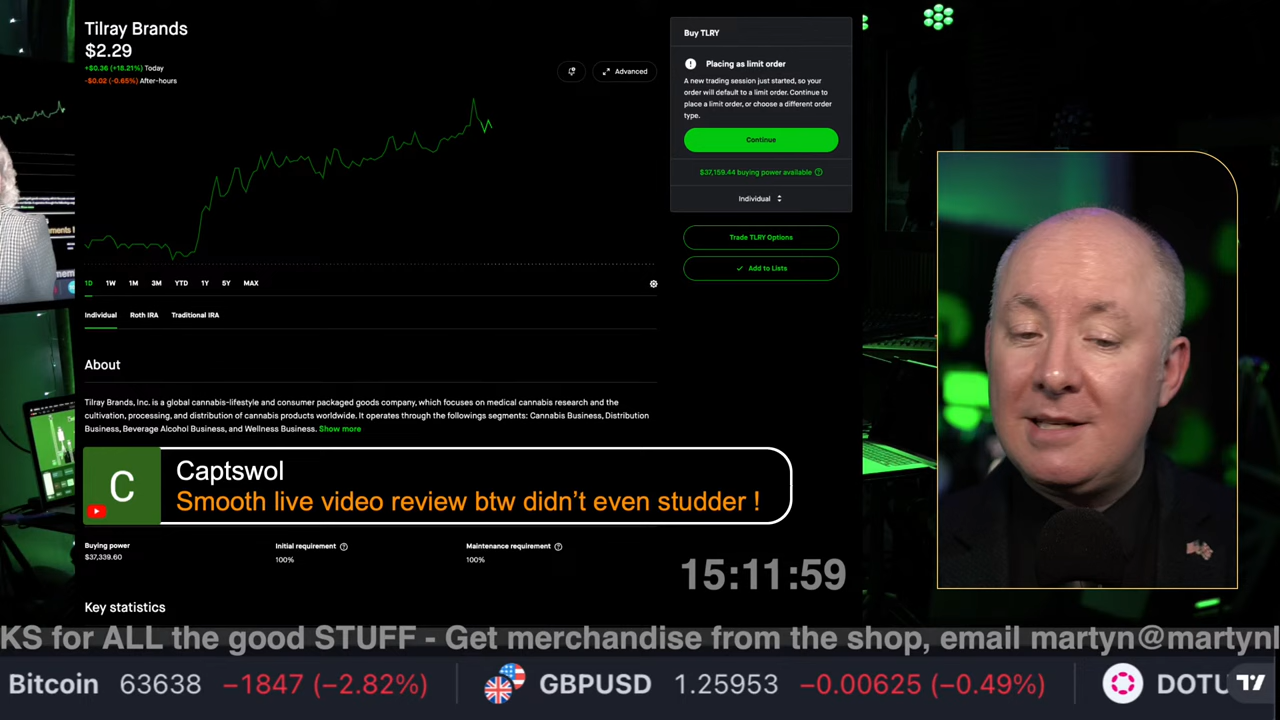 Tilray Brands
$2.29
+$0.36 (+18.21%) Today
-$0.02 (-0.65%) After-hours
Advanced
1D 1W 1M 3M YTD 1Y 5Y MAX
Individual Roth IRA Traditional IRA
About
Tilray Brands, Inc. is a global cannabis-lifestyle and consumer packaged goods company, which focuses on medical cannabis research and the
cultivation, processing, and distribution of cannabis products worldwide. It operates through the followings segments: Cannabis Business, Distribution
Business, Beverage Alcohol Business, and Wellness Business. Show more
Buy TLRY
Placing as limit order
A new trading session just started, so your
order will default to a limit order. Continue to
place a limit order, or choose a different order
type.
Continue
$37,159.44 buying power available
Individual
Trade TLRY Options
Add to Lists
C
Captswol
Smooth live video review btw didn't even studder !
Buying power Initial requirement Maintenance requirement
$37,339.60 100% 100%
15:11:59
Key statistics
KS for ALL the good STUFF - Get merchandise from the shop, email martyn@martynl
Bitcoin 63638 −1847 (−2.82%) GBPUSD 1.25953 −0.00625 (−0.49%) DOTU